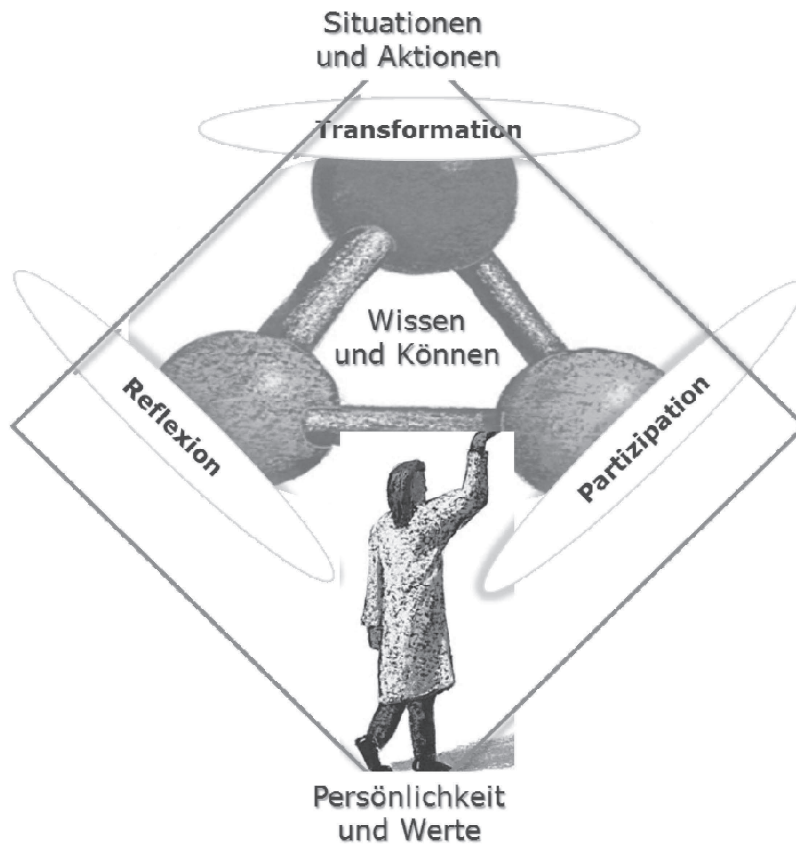 Situationen
und Aktionen
Transformation
Wissen
und Können
Reflexion
Partizipation
Persönlichkeit
und Werte